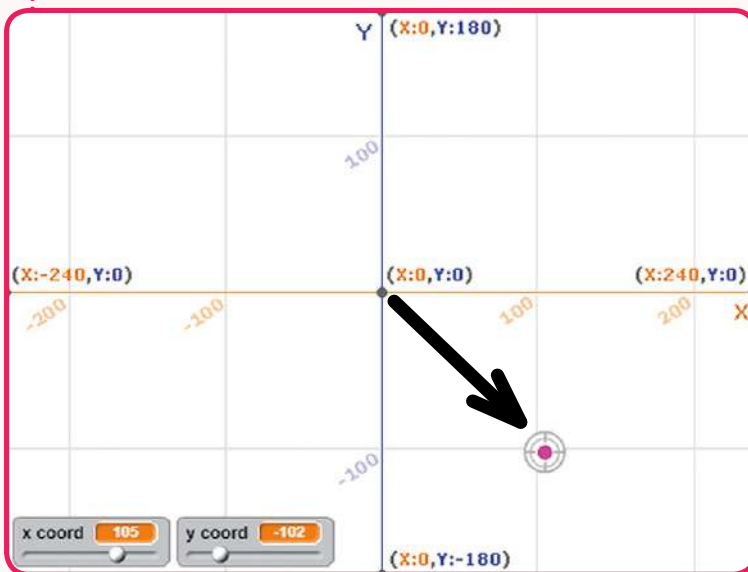 Y (X:0,Y:180)
100
(X:-240,Y:0) (X:0,Y:0) (X:240,Y:0)
-200 -100 100 200 X
-100
x coord 105 y coord -102
(X:0,Y:-180)